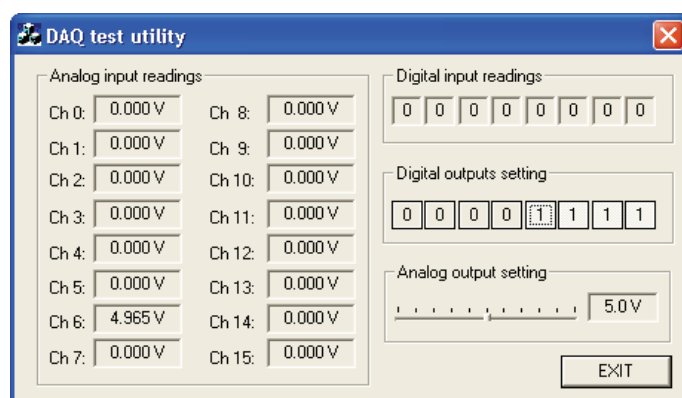 DAQ test utility
Analog input readings
Ch 0: 0.000 V
Ch 1: 0.000 V
Ch 2: 0.000 V
Ch 3: 0.000 V
Ch 4: 0.000 V
Ch 5: 0.000 V
Ch 6: 4.965 V
Ch 7: 0.000 V
Ch 8: 0.000 V
Ch 9: 0.000 V
Ch 10: 0.000 V
Ch 11: 0.000 V
Ch 12: 0.000 V
Ch 13: 0.000 V
Ch 14: 0.000 V
Ch 15: 0.000 V
Digital input readings
0 0 0 0 0 0 0 0
Digital outputs setting
0 0 0 0 1 1 1 1
Analog output setting
5.0 V
EXIT